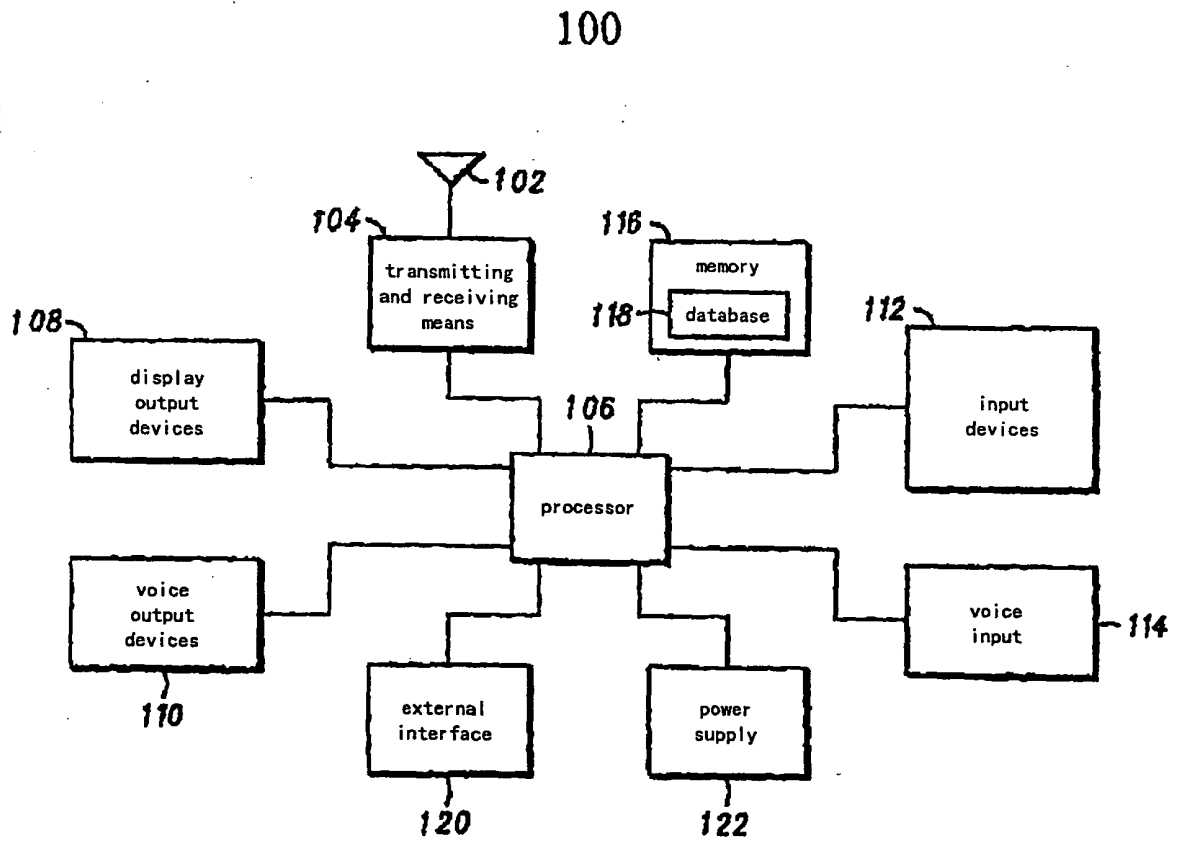 100
102
104
transmitting
and receiving
means
116
memory
118
database
108
display
output
devices
112
input
devices
106
processor
voice
output
devices
110
voice
input
114
external
interface
120
power
supply
122